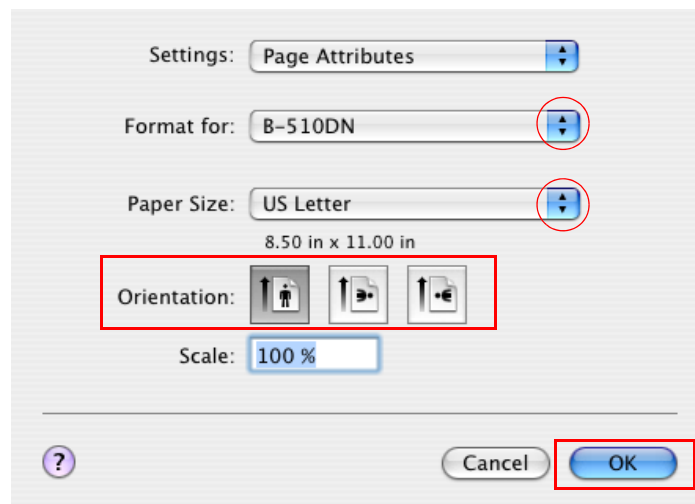 Settings: Page Attributes
Format for: B-510DN
Paper Size: US Letter
8.50 in x 11.00 in
Orientation:
Scale: 100 %
? Cancel OK